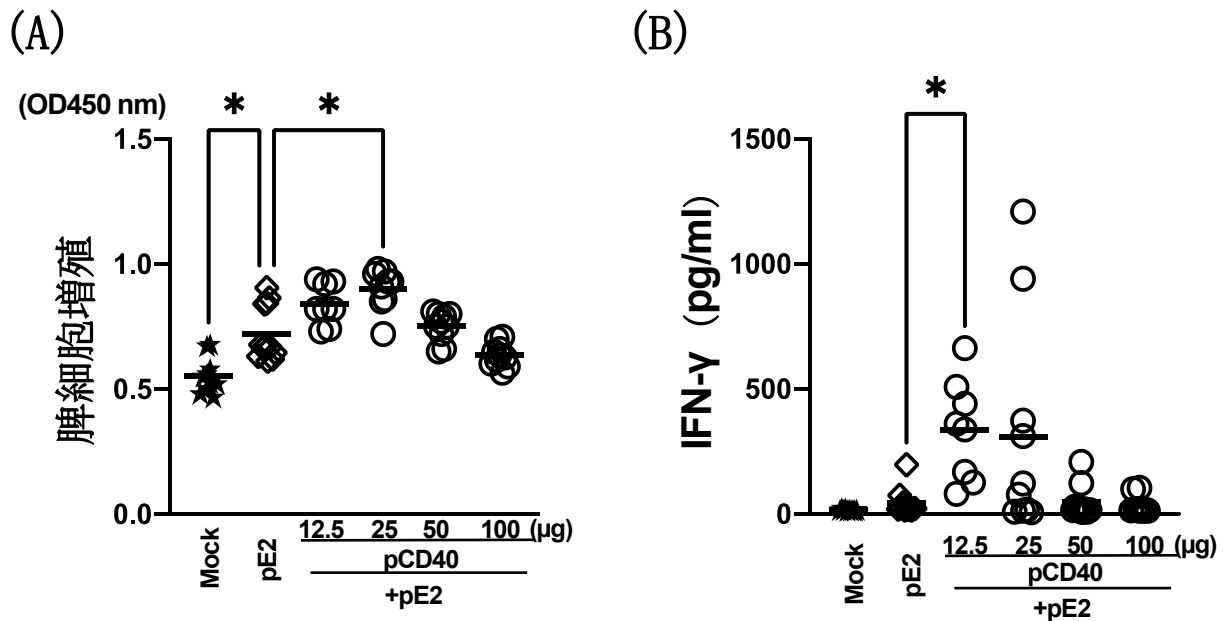 (A)
(OD450 nm)
*
*
1.5
1.0
0.5
0.0
脾細胞増殖
Mock
pE2
12.5
25
50
100
(μg)
pCD40
+pE2
(B)
*
1500
1000
500
0
IFN-γ (pg/ml)
Mock
pE2
12.5
25
50
100
(μg)
pCD40
+pE2